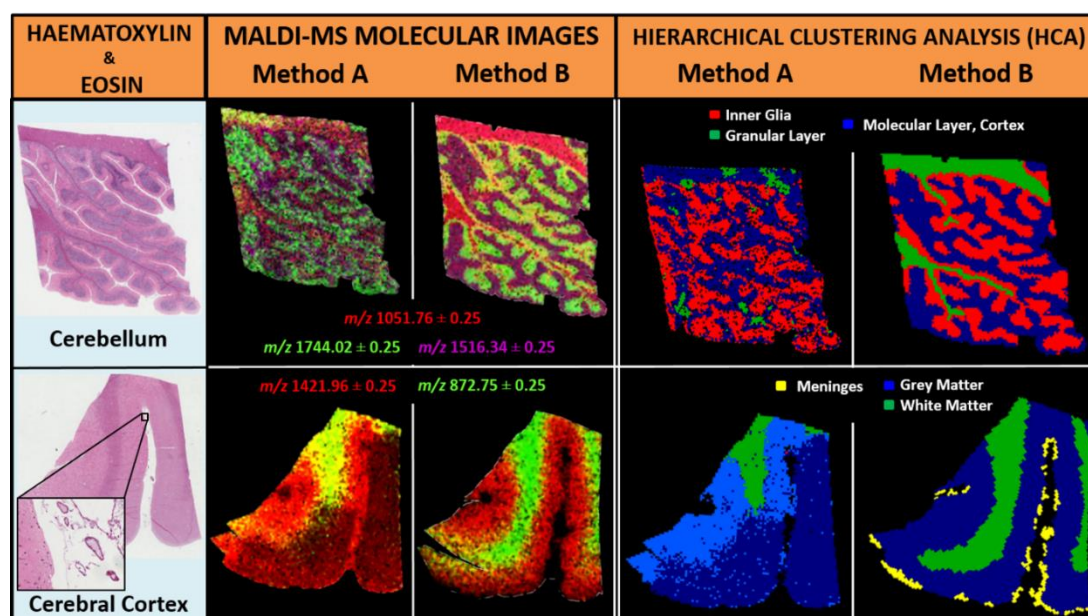 HAEMATOXYLIN
&
EOSIN
MALDI-MS MOLECULAR IMAGES
Method A
Method B
HIERARCHICAL CLUSTERING ANALYSIS (HCA)
Method A
Method B
Inner Glia
Granular Layer
Molecular Layer, Cortex
m/z 1051.76 ± 0.25
m/z 1744.02 ± 0.25
m/z 1516.34 ± 0.25
Cerebellum
m/z 1421.96 ± 0.25
m/z 872.75 ± 0.25
Meninges
Grey Matter
White Matter
Cerebral Cortex